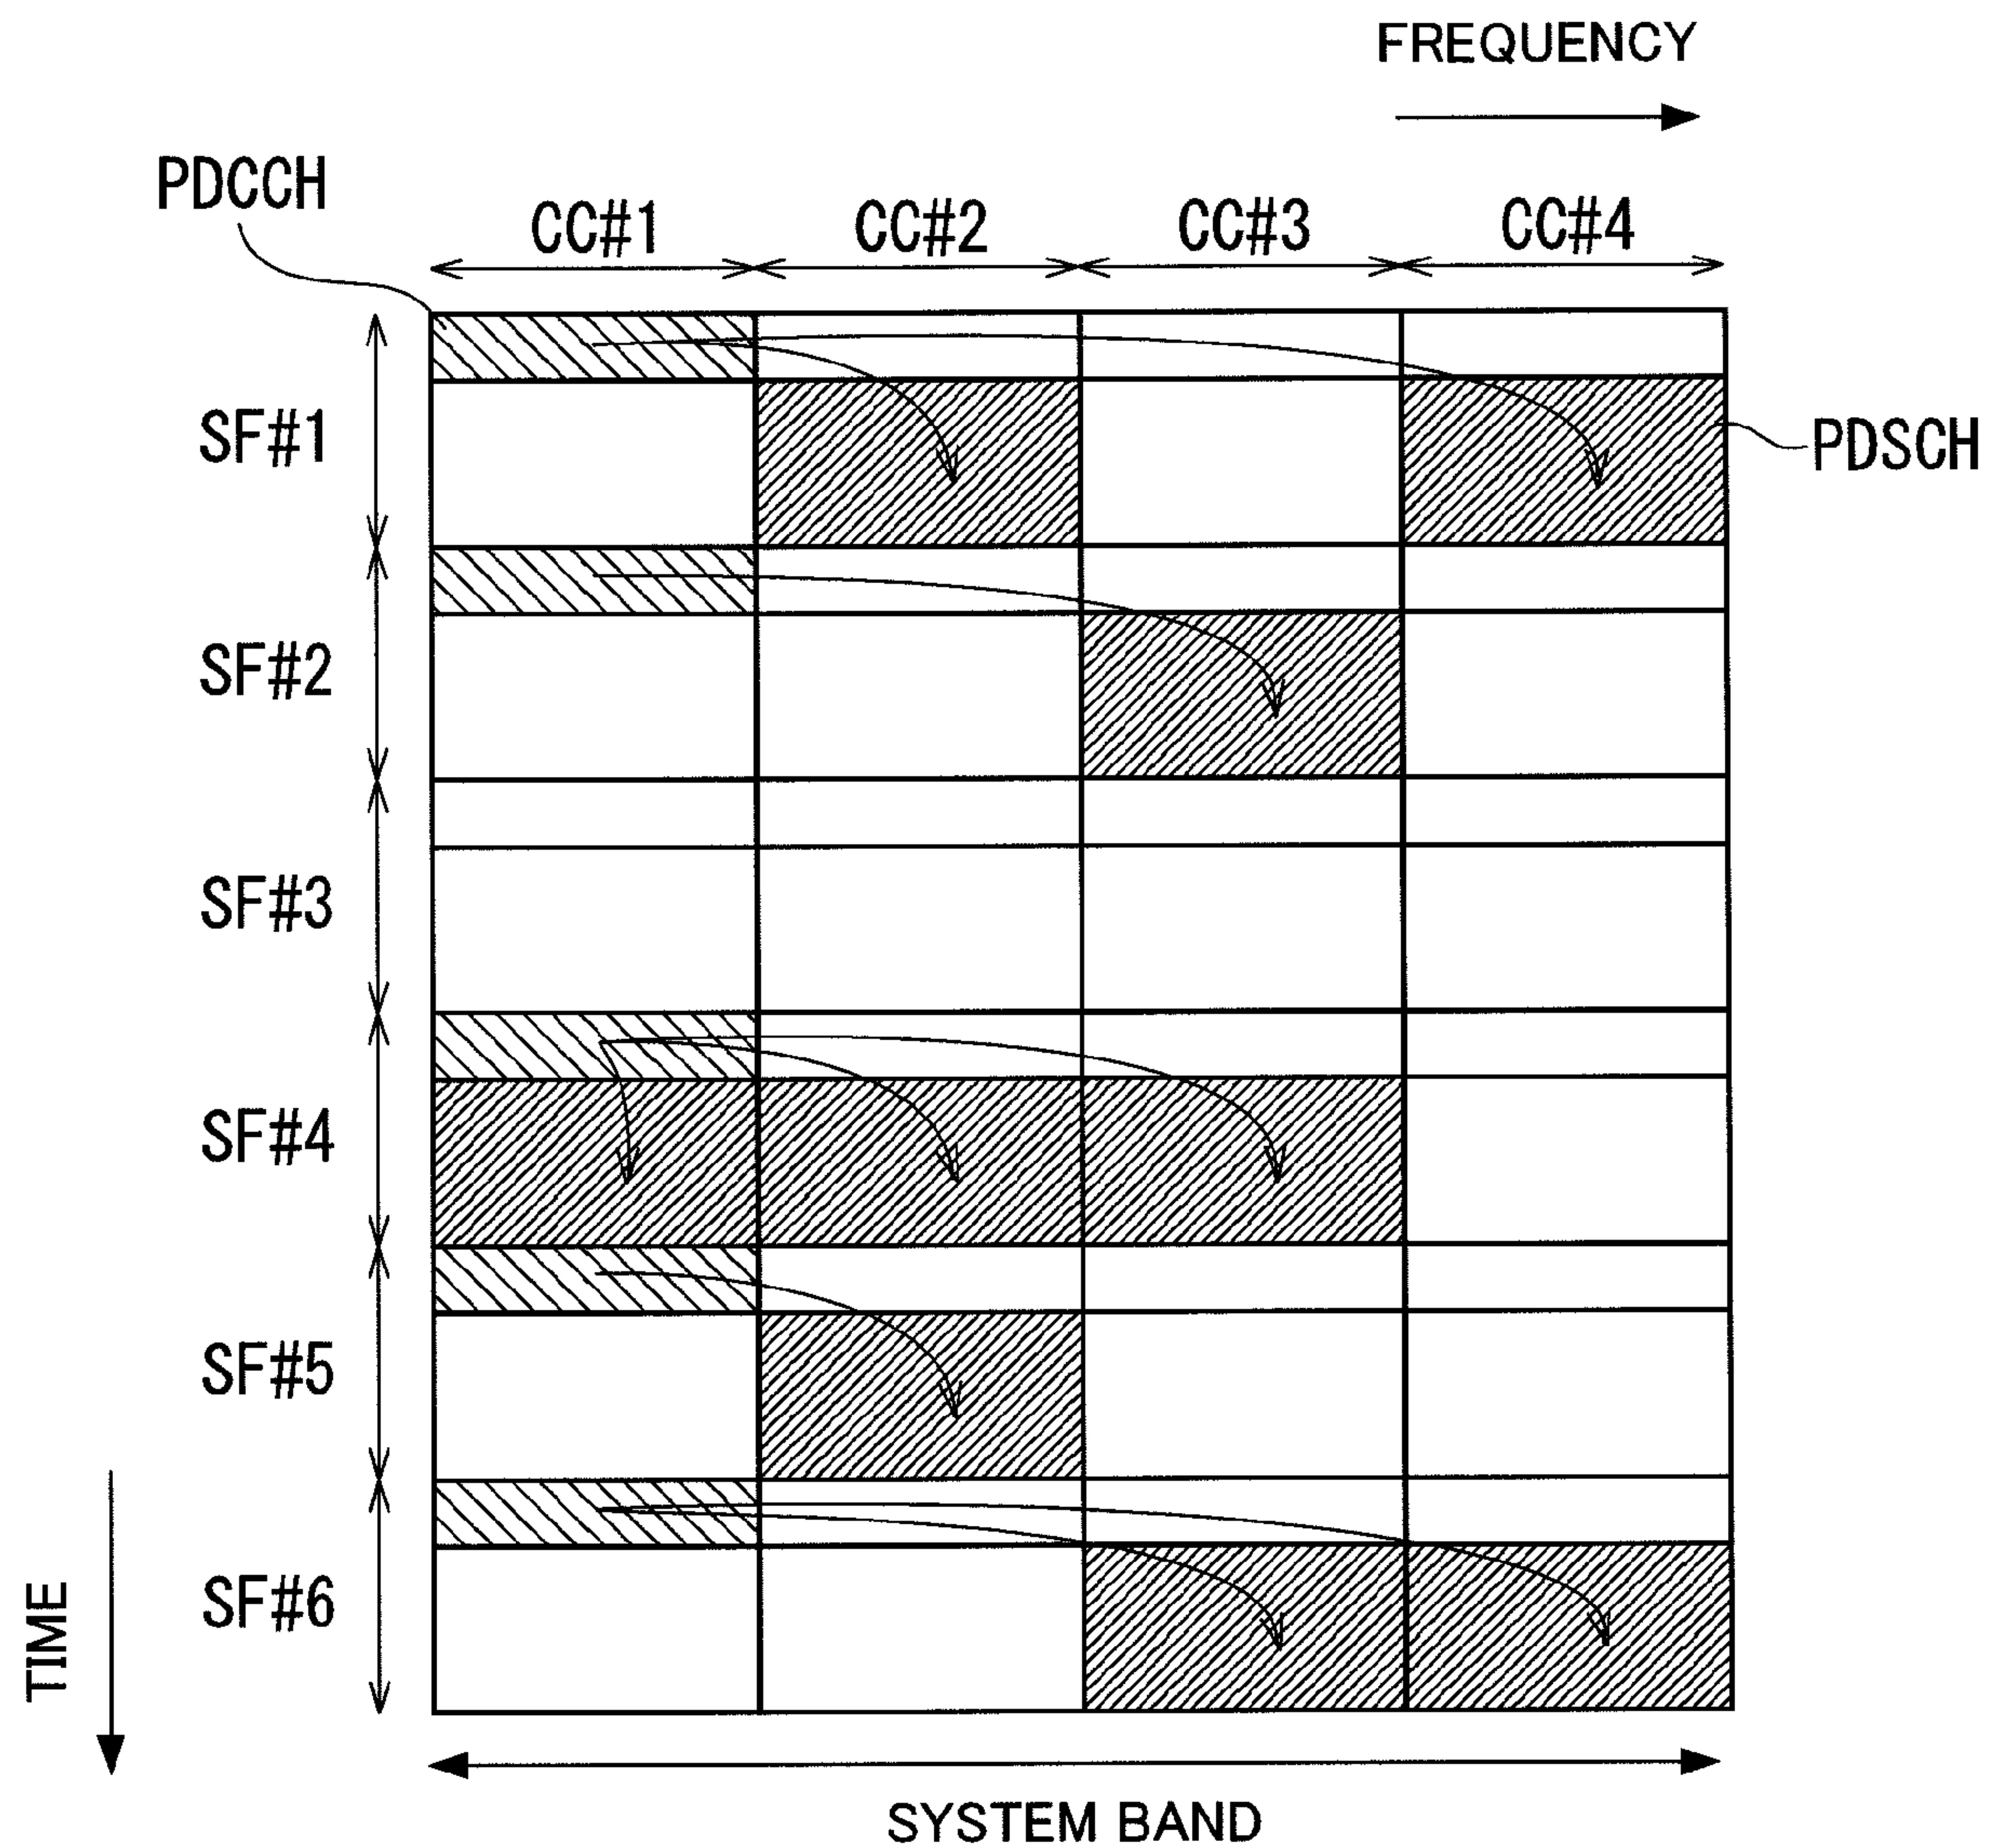 FREQUENCY
PDCCH
CC#1 CC#2 CC#3 CC#4
SF#1
PDSCH
SF#2
SF#3
SF#4
SF#5
SF#6
TIME
SYSTEM BAND